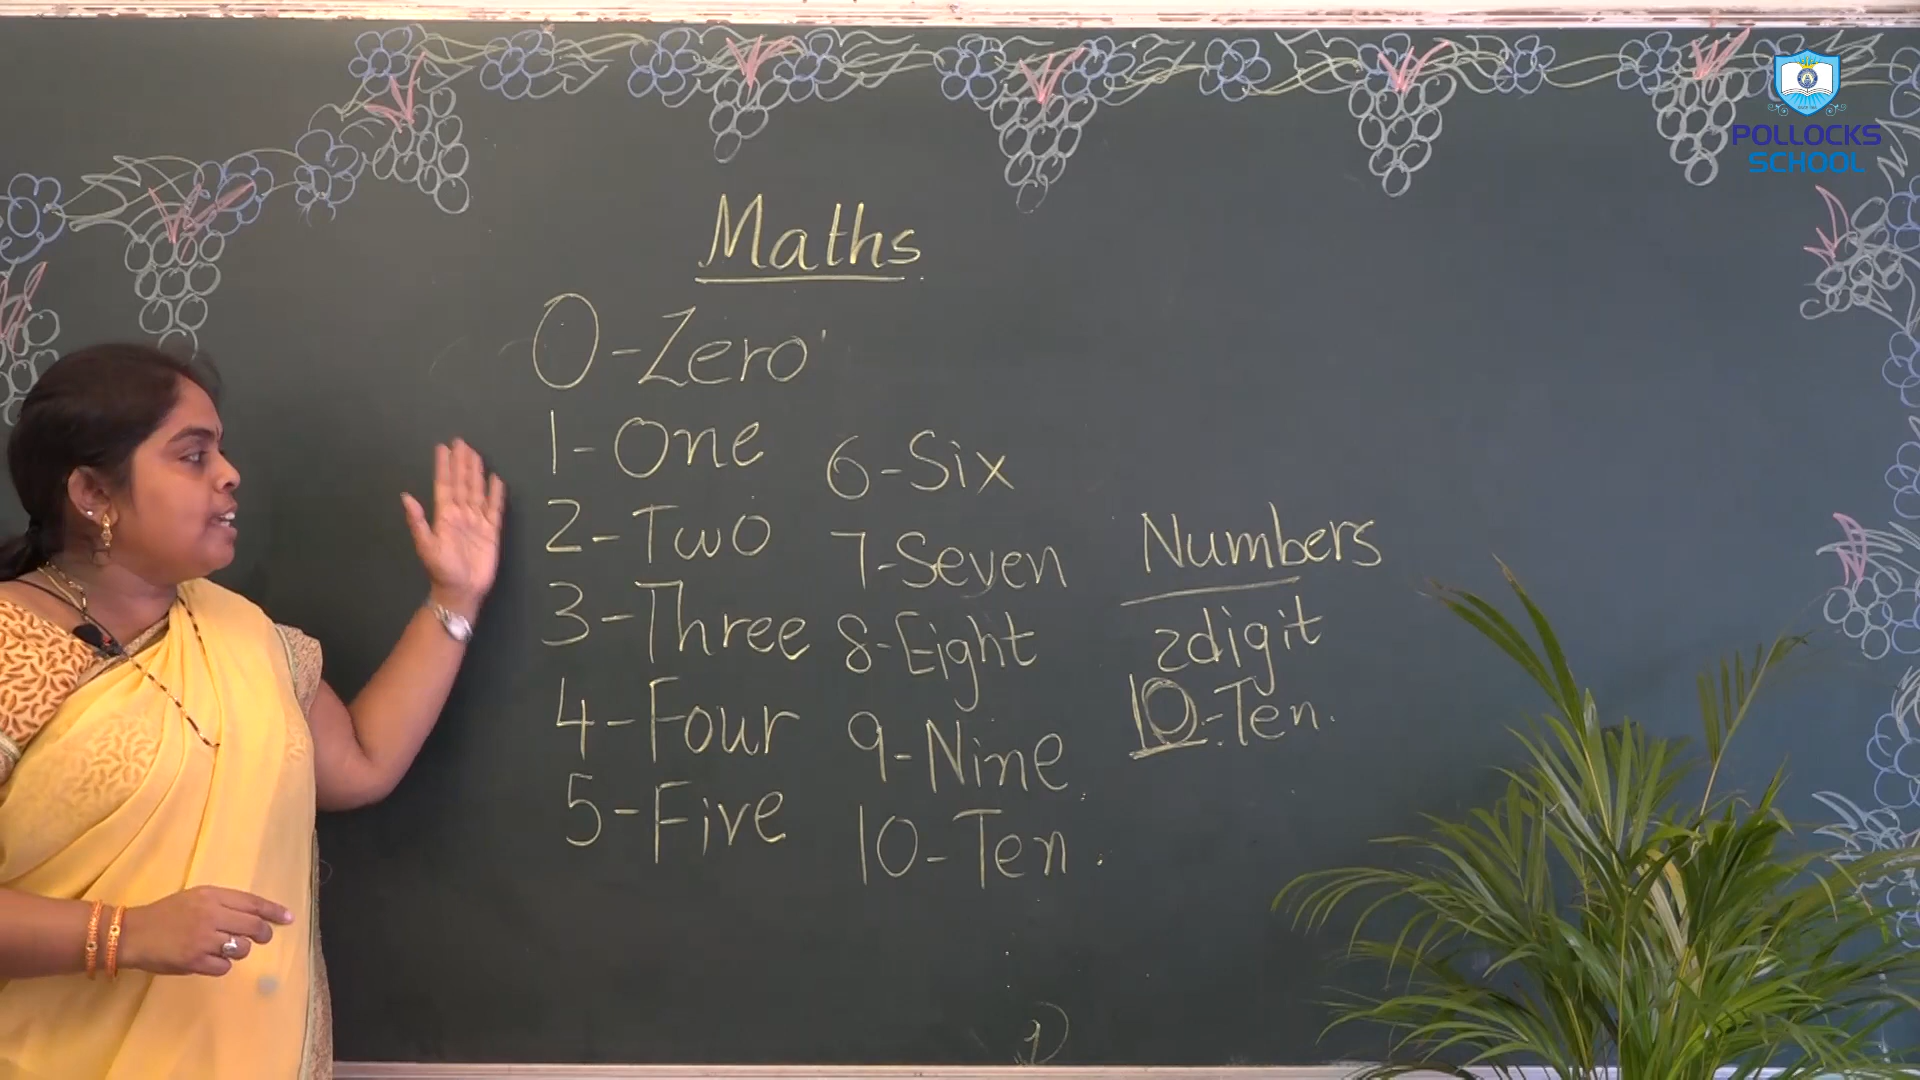 POLLOCKS
SCHOOL
Maths
0-Zero
1-One
2-Two
3-Three
4-Four
5-Five
6-Six
7-Seven
8-Eight
9-Nine
10-Ten
Numbers
2digit
10-Ten